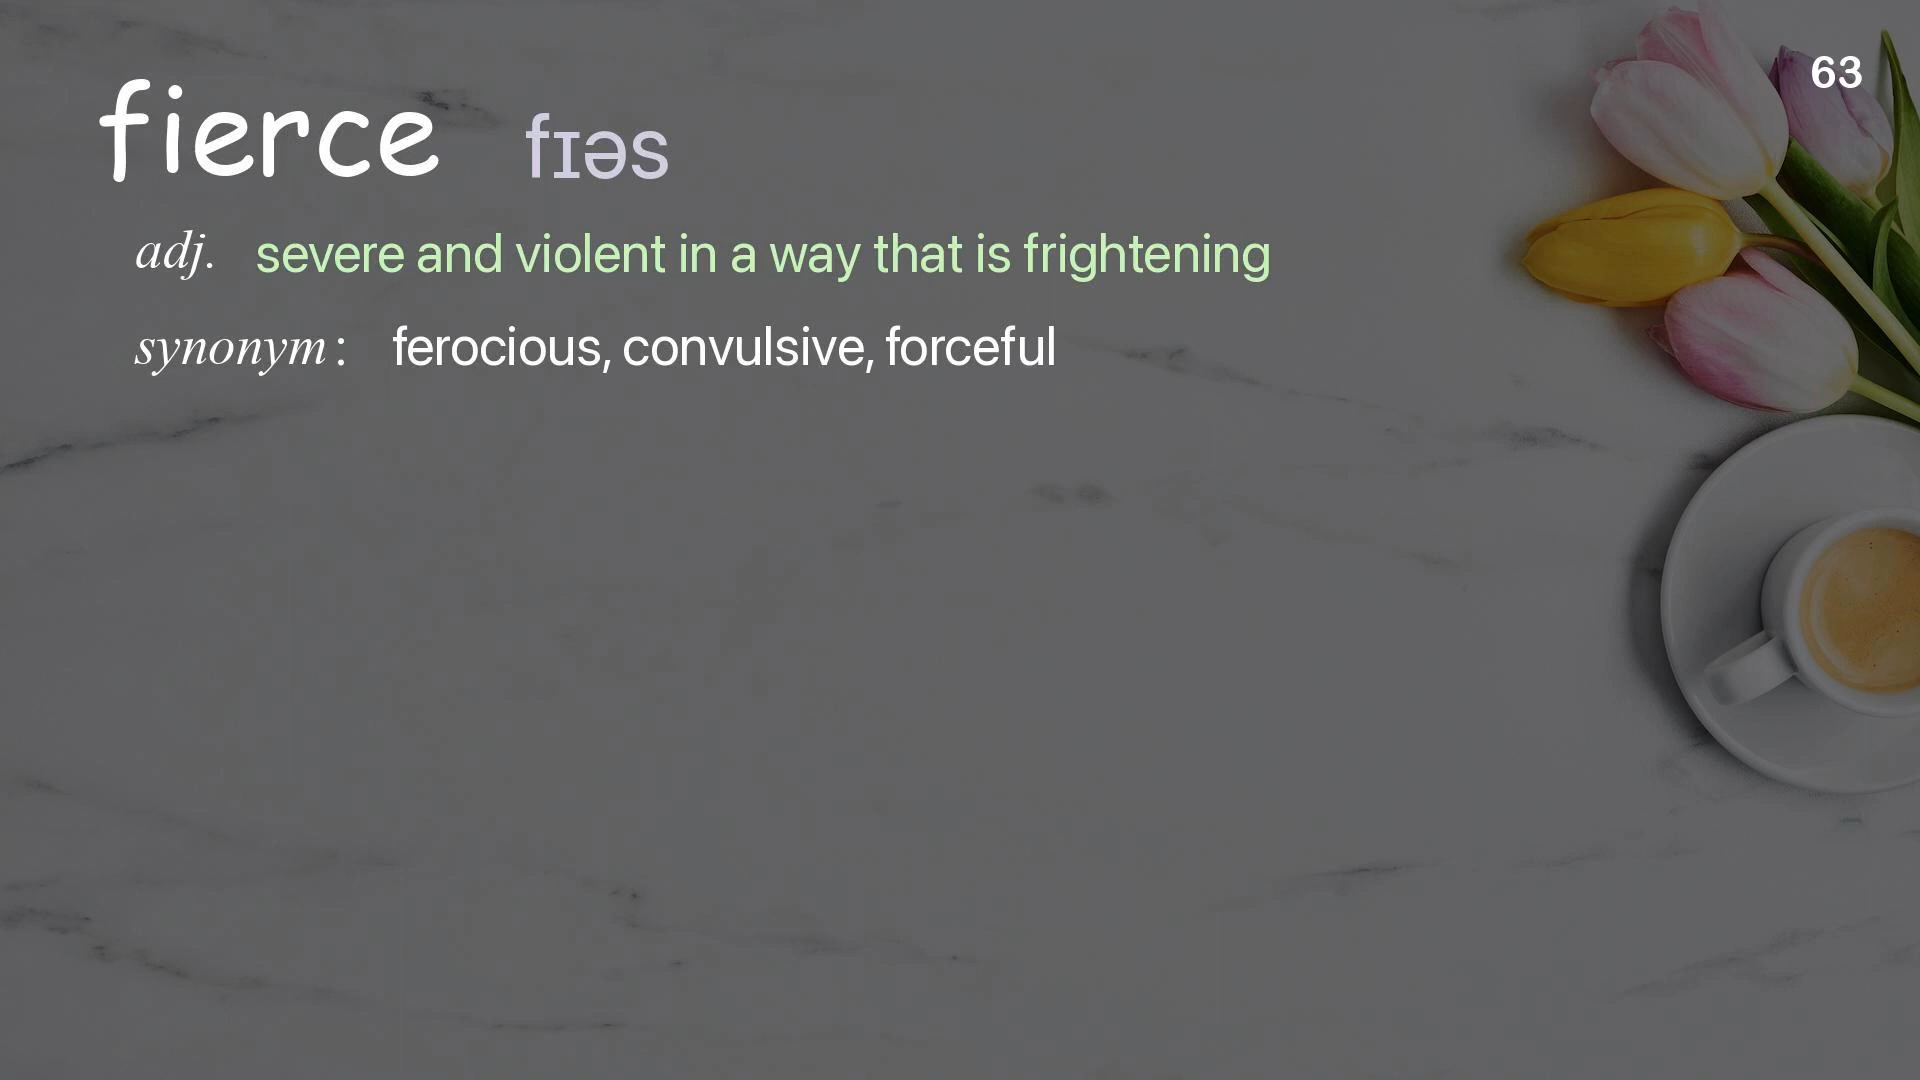 63
fierce fɪəs
adj. severe and violent in a way that is frightening
synonym: ferocious, convulsive, forceful